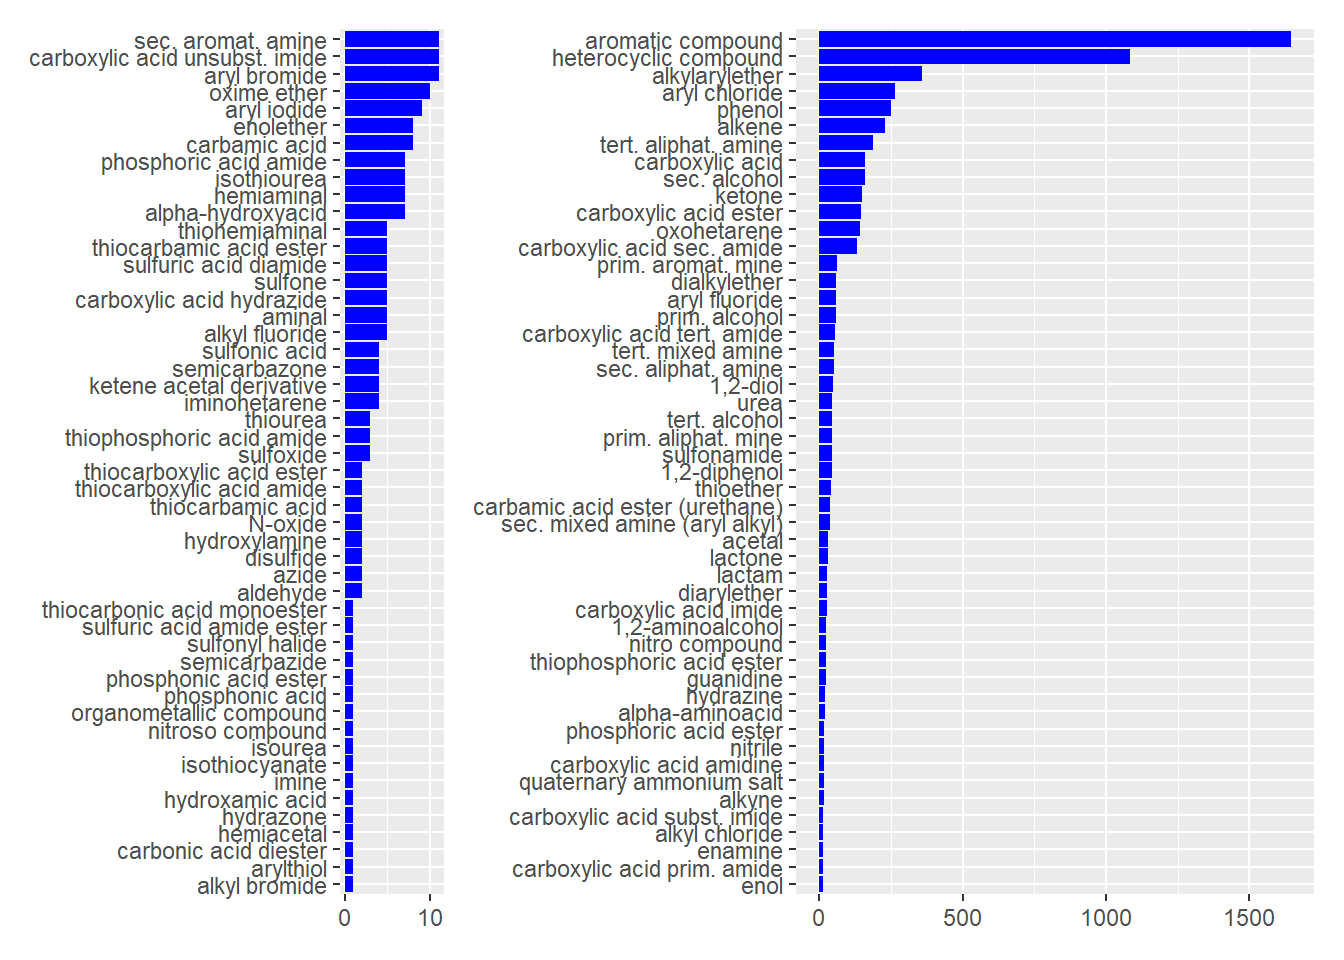 sec. aromat. amine
carboxylic acid unsubst. imide
aryl bromide
oxime ether
aryl iodide
enolether
carbamic acid
phosphoric acid amide
isothiourea
hemiaminal
alpha-hydroxyacid
thiohemiaminal
thiocarbamic acid ester
sulfuric acid diamide
sulfone
carboxylic acid hydrazide
aminal
alkyl fluoride
sulfonic acid
semicarbazone
ketene acetal derivative
iminohetarene
thiourea
thiophosphoric acid amide
sulfoxide
thiocarboxylic acid ester
thiocarboxylic acid amide
thiocarbamic acid
N-oxide
hydroxylamine
disulfide
azide
aldehyde
thiocarbonic acid monoester
sulfuric acid amide ester
sulfonyl halide
semicarbazide
phosphonic acid ester
phosphonic acid
organometallic compound
nitroso compound
isourea
isothiocyanate
imine
hydroxamic acid
hydrazone
hemiacetal
carbonic acid diester
arylthiol
alkyl bromide
0 10
aromatic compound
heterocyclic compound
alkylarylether
aryl chloride
phenol
alkene
tert. aliphat. amine
carboxylic acid
sec. alcohol
ketone
carboxylic acid ester
oxohetarene
carboxylic acid sec. amide
prim. aromat. mine
dialkylether
aryl fluoride
prim. alcohol
carboxylic acid tert. amide
tert. mixed amine
sec. aliphat. amine
1,2-diol
urea
tert. alcohol
prim. aliphat. mine
sulfonamide
1,2-diphenol
thioether
carbamic acid ester (urethane)
sec. mixed amine (aryl alkyl)
acetal
lactone
lactam
diarylether
carboxylic acid imide
1,2-aminoalcohol
nitro compound
thiophosphoric acid ester
guanidine
hydrazine
alpha-aminoacid
phosphoric acid ester
nitrile
carboxylic acid amidine
quaternary ammonium salt
alkyne
carboxylic acid subst. imide
alkyl chloride
enamine
carboxylic acid prim. amide
enol
0 500 1000 1500